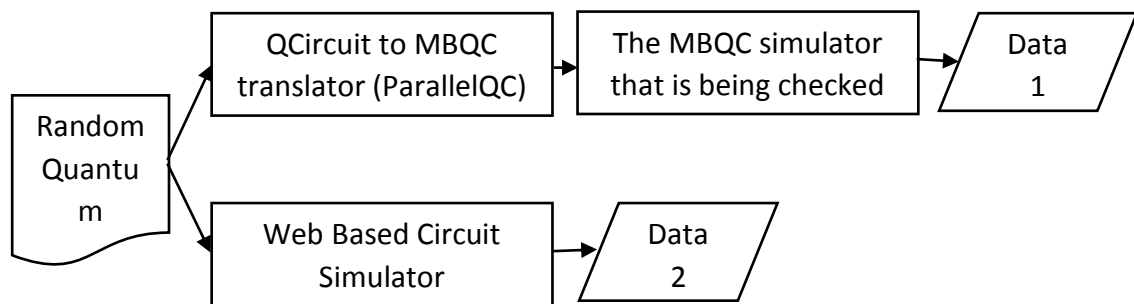 Random
Quantu
m
QCircuit to MBQC
translator (ParallelQC)
The MBQC simulator
that is being checked
Data
1
Web Based Circuit
Simulator
Data
2